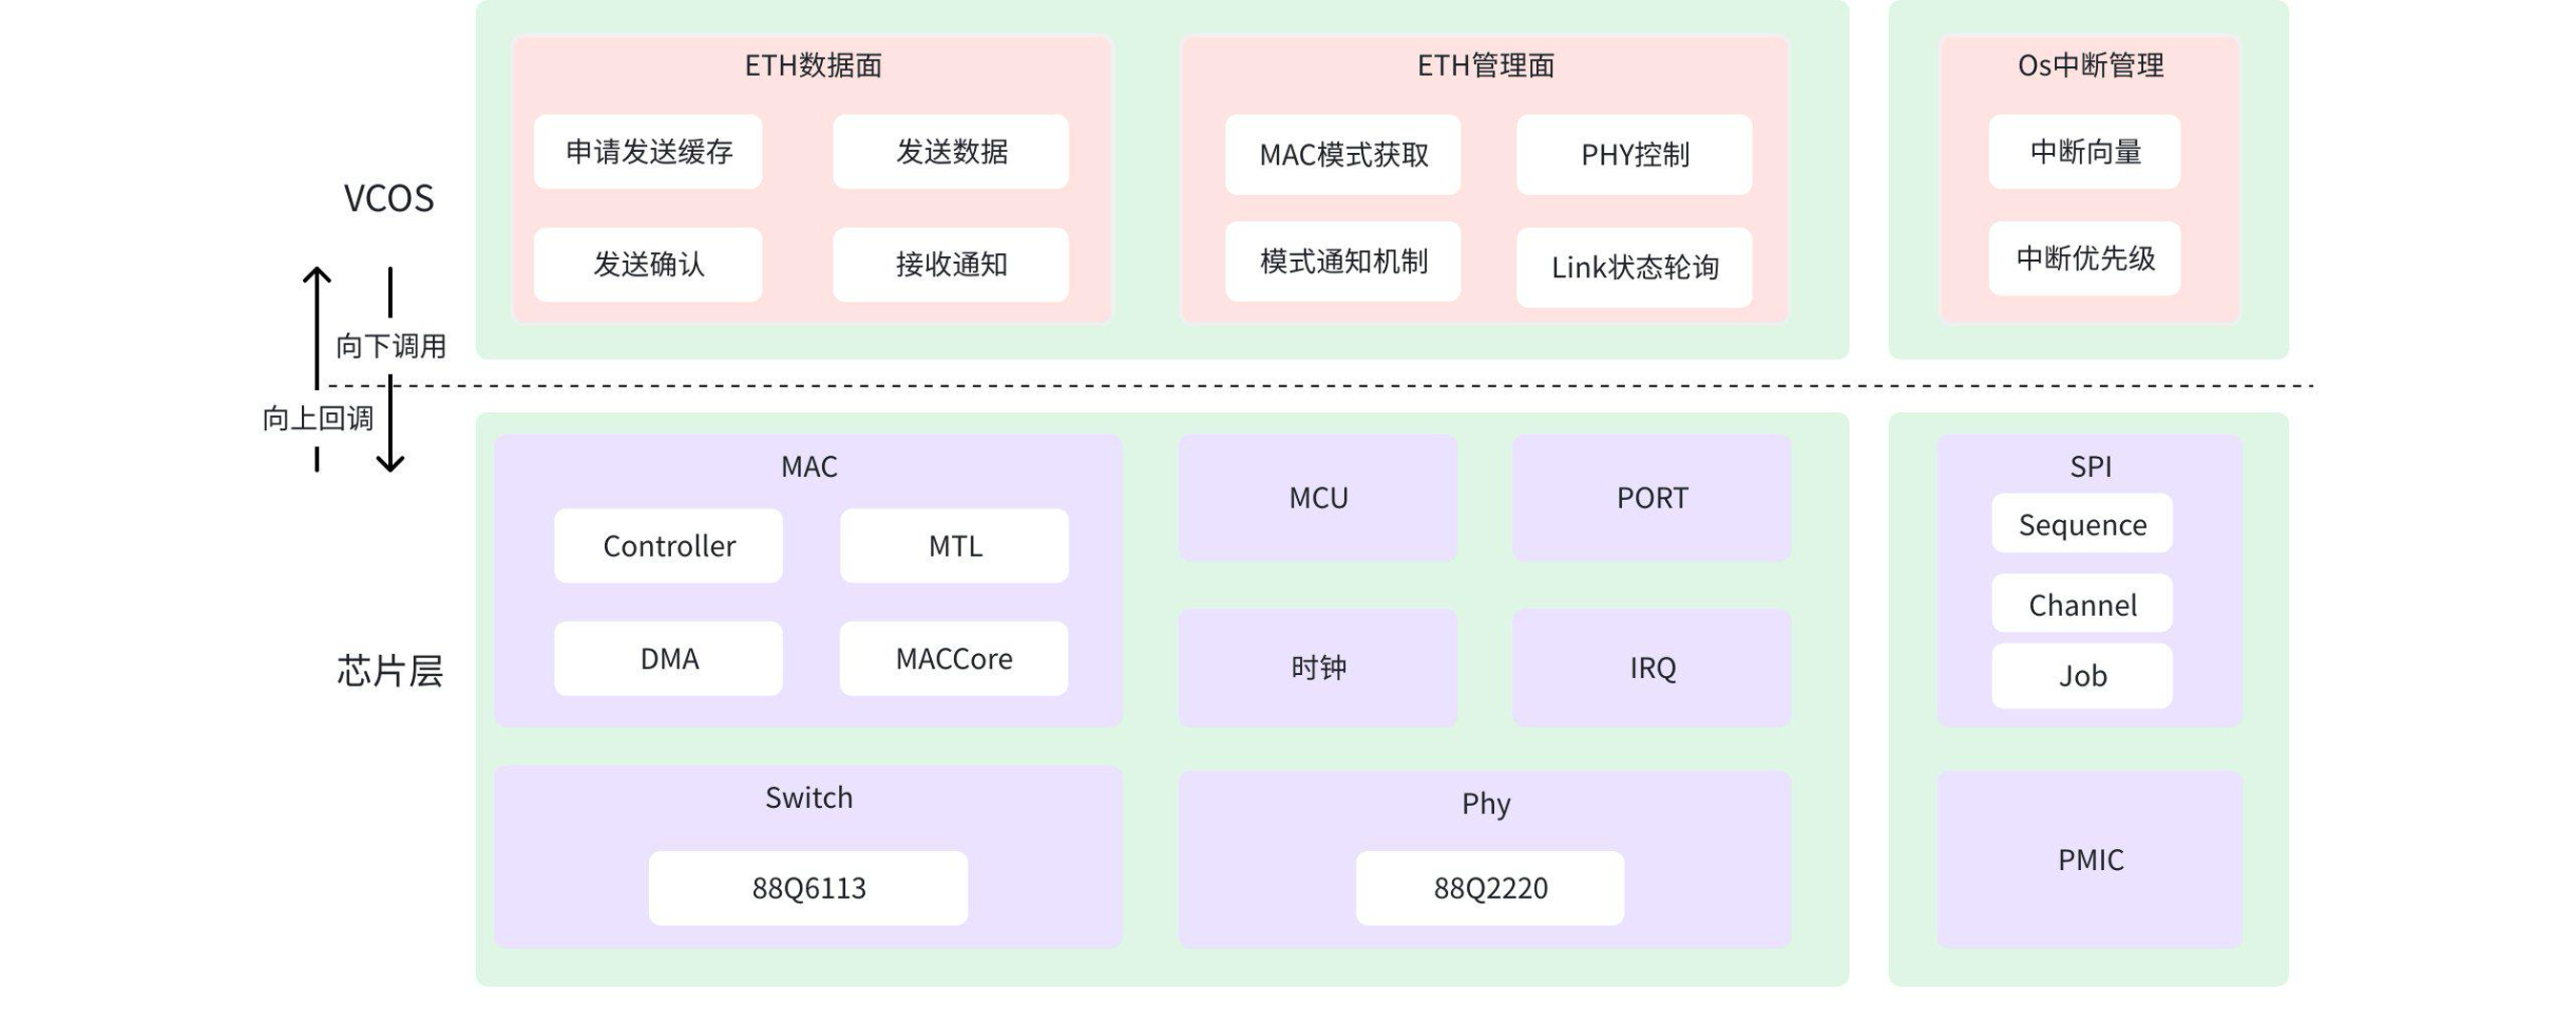 ETH数据面
申请发送缓存
发送数据
发送确认
接收通知
ETH管理面
MAC模式获取
PHY控制
模式通知机制
Link状态轮询
Os中断管理
中断向量
中断优先级
VCOS
向下调用
向上回调
芯片层
MAC
Controller
MTL
DMA
MACCore
MCU
PORT
时钟
IRQ
SPI
Sequence
Channel
Job
Switch
88Q6113
Phy
88Q2220
PMIC